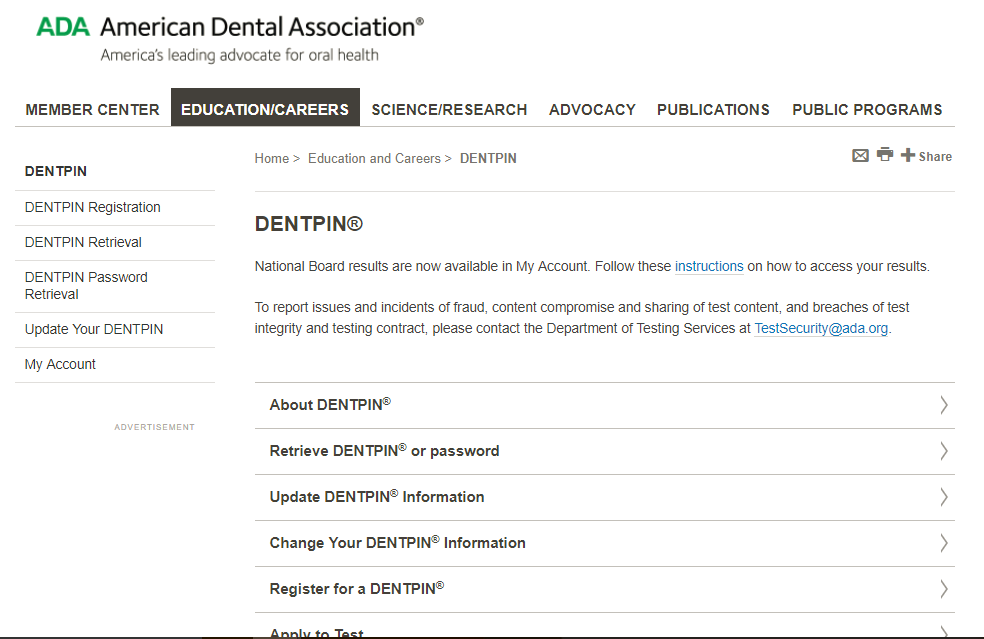 ADA American Dental Association®
America's leading advocate for oral health
MEMBER CENTER EDUCATION/CAREERS SCIENCE/RESEARCH ADVOCACY PUBLICATIONS PUBLIC PROGRAMS
Home > Education and Careers > DENTPIN
Share
DENTPIN
DENTPIN Registration
DENTPIN Retrieval
DENTPIN Password
Retrieval
Update Your DENTPIN
My Account
ADVERTISEMENT
DENTPIN®
National Board results are now available in My Account. Follow these instructions on how to access your results.
To report issues and incidents of fraud, content compromise and sharing of test content, and breaches of test
integrity and testing contract, please contact the Department of Testing Services at TestSecurity@ada.org.
About DENTPIN®
Retrieve DENTPIN® or password
Update DENTPIN® Information
Change Your DENTPIN® Information
Register for a DENTPIN®
Apply to Test